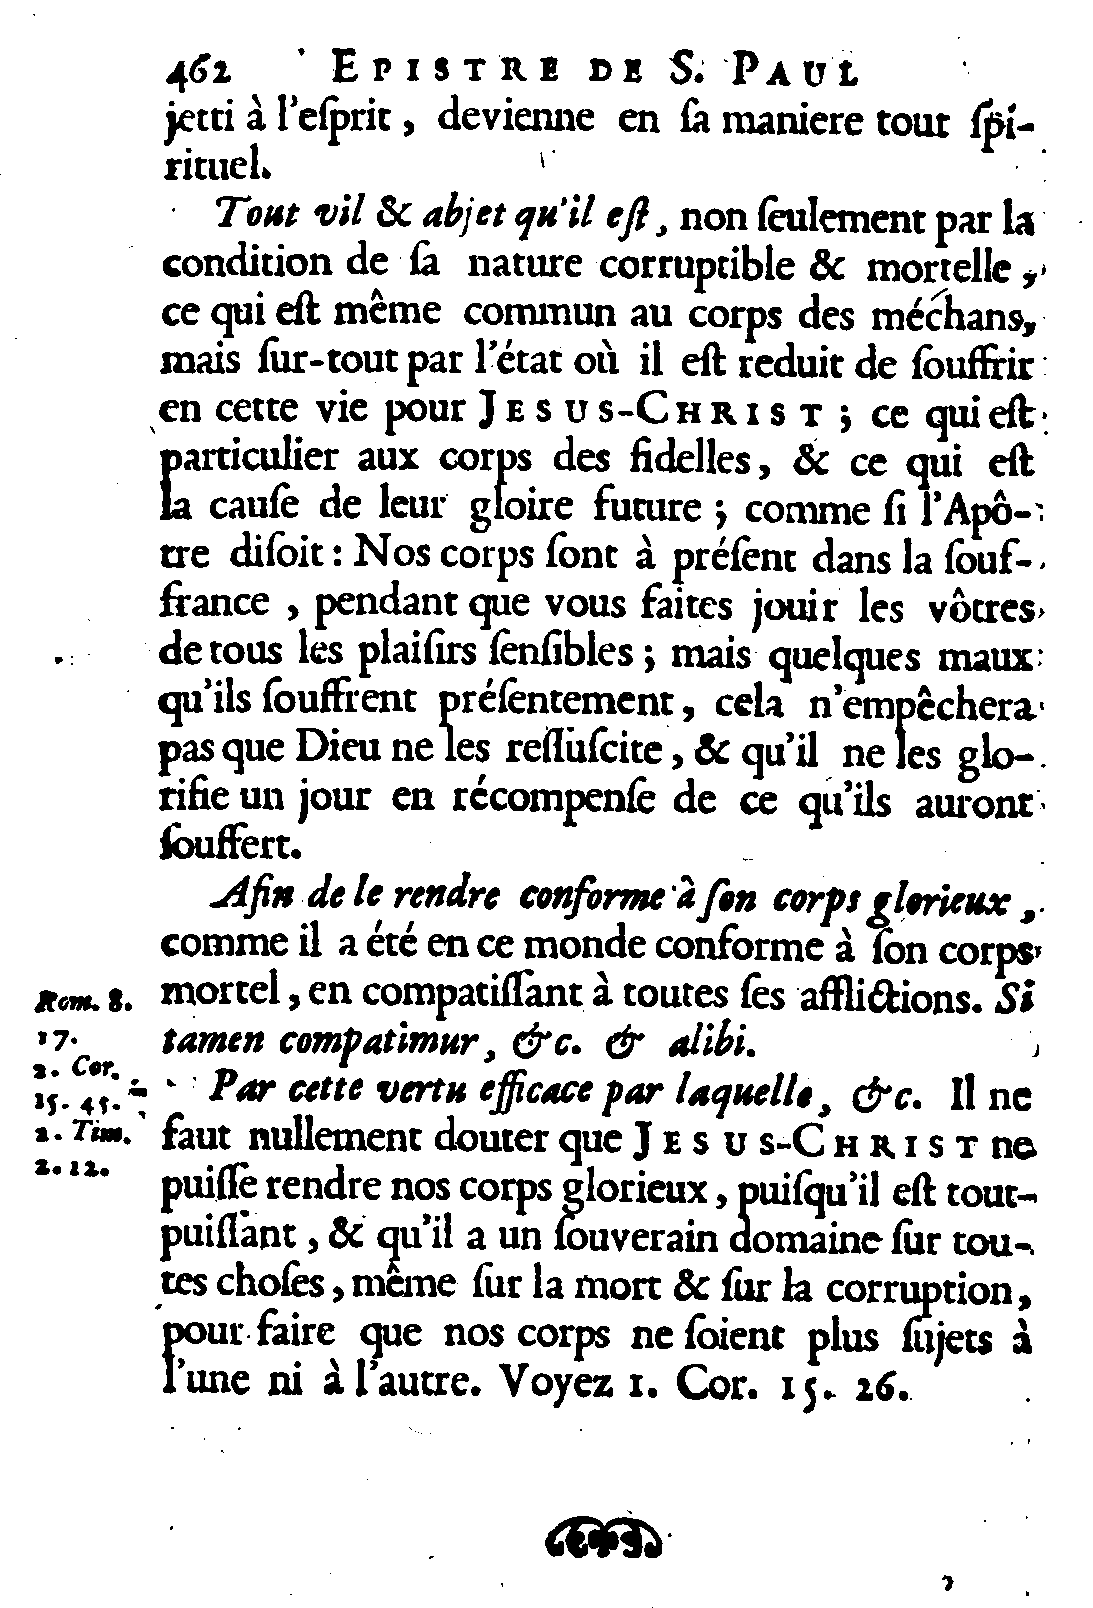 462 EPISTRE DE S. PAUL
jetti à l'eſprit, devienne en ſa maniere tout ſpi-
rituel.
Tout vil & abjet qu'il eſt, non ſeulement par la
condition de ſa nature corruptible & mortelle,
ce qui eſt même commun au corps des méchans,
mais ſur-tout par l'état où il eſt reduit de ſouffrir
en cette vie pour JESUS-CHRIST; ce qui eſt
particulier aux corps des fidelles, & ce qui eſt
la cauſe de leur gloire future; comme ſi l'Apô-
tre diſoit: Nos corps ſont à préſent dans la ſouf-
france, pendant que vous faites jouir les vôtres
de tous les plaiſirs ſenſibles; mais quelques maux
qu'ils ſouffrent préſentement, cela n'empêchera
pas que Dieu ne les reſſuſcite, & qu'il ne les glo-
rifie un jour en récompenſe de ce qu'ils auront
ſouffert.
Afin de le rendre conforme à ſon corps glorieux,
comme il a été en ce monde conforme à ſon corps
mortel, en compatiſſant à toutes ſes afflictions. Si
tamen compatimur, &c. & alibi.
Rom. 8.
17.
2. Cor.
15. 45.
2. Tim.
2. 12.
Par cette vertu efficace par laquelle, &c. Il ne
faut nullement douter que JESUS-CHRIST ne
puiſſe rendre nos corps glorieux, puiſqu'il eſt tout-
puiſſant, & qu'il a un ſouverain domaine ſur tou-
tes choſes, même ſur la mort & ſur la corruption,
pour faire que nos corps ne ſoient plus ſujets à
l'une ni à l'autre. Voyez 1. Cor. 15. 26.